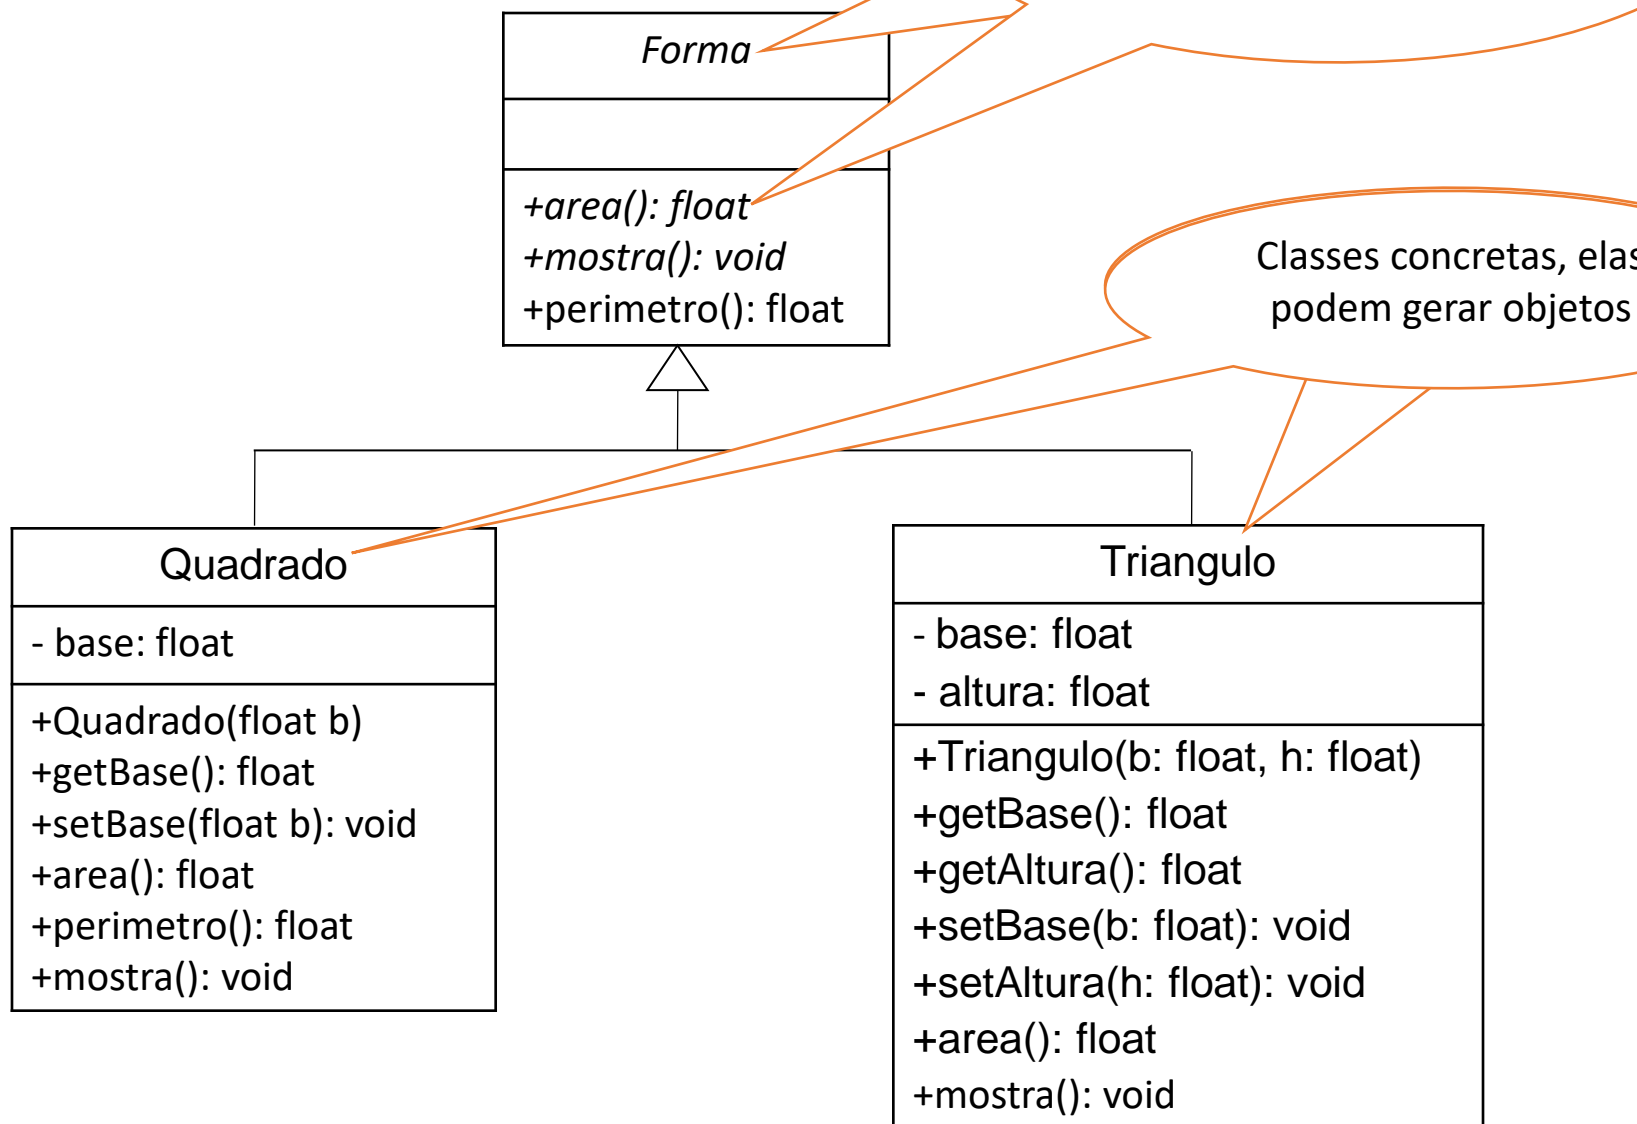 Forma
+area(): float
+mostra(): void
+perimetro(): float
Classes concretas, elas
podem gerar objetos
Quadrado
- base: float
+Quadrado(float b)
+getBase(): float
+setBase(float b): void
+area(): float
+perimetro(): float
+mostra(): void
Triangulo
- base: float
- altura: float
+Triangulo(b: float, h: float)
+getBase(): float
+getAltura(): float
+setBase(b: float): void
+setAltura(h: float): void
+area(): float
+mostra(): void